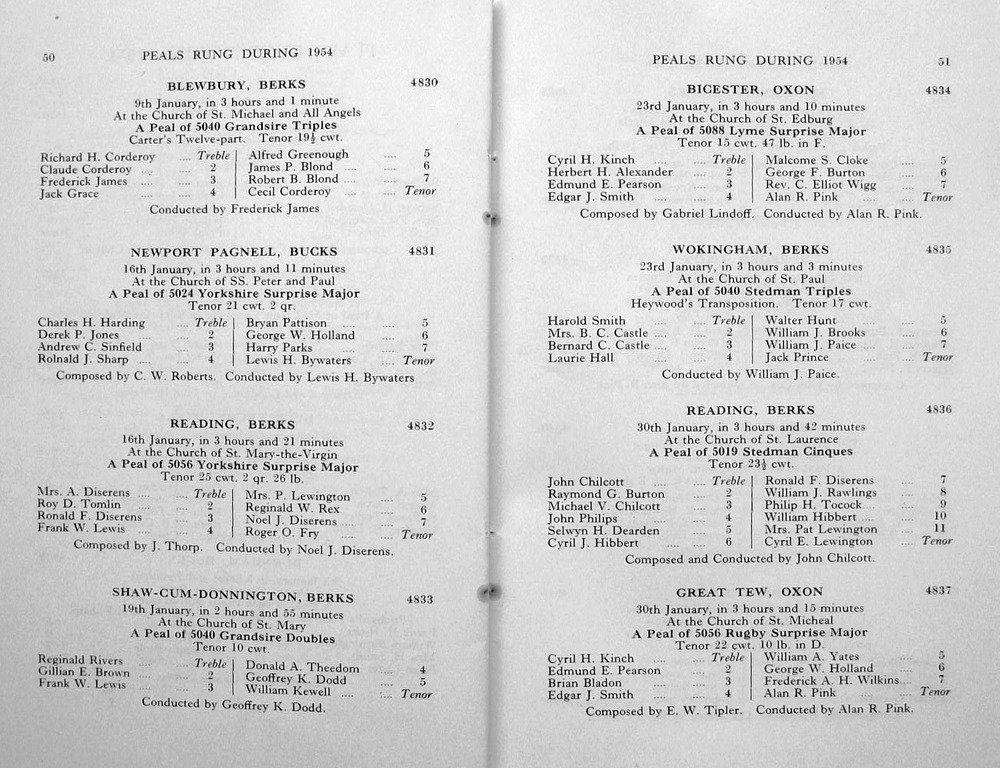 50 PEALS RUNG DURING 1954
BLEWBURY, BERKS 4830
9th January, in 3 hours and 1 minute
At the Church of St. Michael and All Angels
A Peal of 5040 Grandsire Triples
Carter's Twelve-part. Tenor 19½ cwt.
Richard H. Corderoy .... Treble | Alfred Greenough .... 5
Claude Corderoy .... .... 2 | James P. Blond .... .... 6
Frederick James .... .... 3 | Robert B. Blond .... .... 7
Jack Grace .... .... 4 | Cecil Corderoy .... Tenor
Conducted by Frederick James
NEWPORT PAGNELL, BUCKS 4831
16th January, in 3 hours and 11 minutes
At the Church of SS. Peter and Paul
A Peal of 5024 Yorkshire Surprise Major
Tenor 21 cwt. 2 qr.
Charles H. Harding .... Treble | Bryan Pattison .... .... 5
Derek P. Jones .... .... 2 | George W. Holland .... 6
Andrew C. Sinfield .... 3 | Harry Parks .... .... 7
Rolnald J. Sharp .... .... 4 | Lewis H. Bywaters .... Tenor
Composed by C. W. Roberts. Conducted by Lewis H. Bywaters
READING, BERKS 4832
16th January, in 3 hours and 21 minutes
At the Church of St. Mary-the-Virgin
A Peal of 5056 Yorkshire Surprise Major
Tenor 25 cwt. 2 qr. 26 lb.
Mrs. A. Diserens .... .... Treble | Mrs. P. Lewington .... 5
Roy D. Tomlin .... .... 2 | Reginald W. Rex .... 6
Ronald F. Diserens .... 3 | Noel J. Diserens .... .... 7
Frank W. Lewis .... .... 4 | Roger O. Fry .... .... Tenor
Composed by J. Thorp. Conducted by Noel J. Diserens.
SHAW-CUM-DONNINGTON, BERKS 4833
19th January, in 2 hours and 55 minutes
At the Church of St. Mary
A Peal of 5040 Grandsire Doubles
Tenor 10 cwt.
Reginald Rivers .... .... Treble | Donald A. Theedom .... 4
Gillian E. Brown .... .... 2 | Geoffrey K. Dodd .... 5
Frank W. Lewis .... .... 3 | William Kewell .... .... Tenor
Conducted by Geoffrey K. Dodd.
PEALS RUNG DURING 1954 51
BICESTER, OXON 4834
23rd January, in 3 hours and 10 minutes
At the Church of St. Edburg
A Peal of 5088 Lyme Surprise Major
Tenor 15 cwt. 47 lb. in F.
Cyril H. Kinch .... .... Treble | Malcome S. Cloke .... 5
Herbert H. Alexander .... 2 | George F. Burton .... 6
Edmund E. Pearson .... 3 | Rev. C. Elliot Wigg .... 7
Edgar J. Smith .... .... 4 | Alan R. Pink .... .... Tenor
Composed by Gabriel Lindoff. Conducted by Alan R. Pink.
WOKINGHAM, BERKS 4835
23rd January, in 3 hours and 3 minutes
At the Church of St. Paul
A Peal of 5040 Stedman Triples
Heywood's Transposition. Tenor 17 cwt.
Harold Smith .... .... Treble | Walter Hunt .... .... 5
Mrs. B. C. Castle .... .... 2 | William J. Brooks .... 6
Bernard C. Castle .... .... 3 | William J. Paice .... .... 7
Laurie Hall .... .... 4 | Jack Prince .... .... Tenor
Conducted by William J. Paice.
READING, BERKS 4836
30th January, in 3 hours and 42 minutes
At the Church of St. Laurence
A Peal of 5019 Stedman Cinques
Tenor 23½ cwt.
John Chilcott .... .... Treble | Ronald F. Diserens .... 7
Raymond G. Burton .... 2 | William J. Rawlings .... 8
Michael V. Chilcott .... 3 | Philip H. Tocock .... 9
John Philips .... .... 4 | William Hibbert .... .... 10
Selwyn H. Dearden .... 5 | Mrs. Pat Lewington .... 11
Cyril J. Hibbert .... .... 6 | Cyril E. Lewington .... Tenor
Composed and Conducted by John Chilcott.
GREAT TEW, OXON 4837
30th January, in 3 hours and 15 minutes
At the Church of St. Micheal
A Peal of 5056 Rugby Surprise Major
Tenor 22 cwt. 10 lb. in D.
Cyril H. Kinch .... .... Treble | William A. Yates .... 5
Edmund E. Pearson .... 2 | George W. Holland .... 6
Brian Bladon .... .... 3 | Frederick A. H. Wilkins .... 7
Edgar J. Smith .... .... 4 | Alan R. Pink .... .... Tenor
Composed by E. W. Tipler. Conducted by Alan R. Pink.